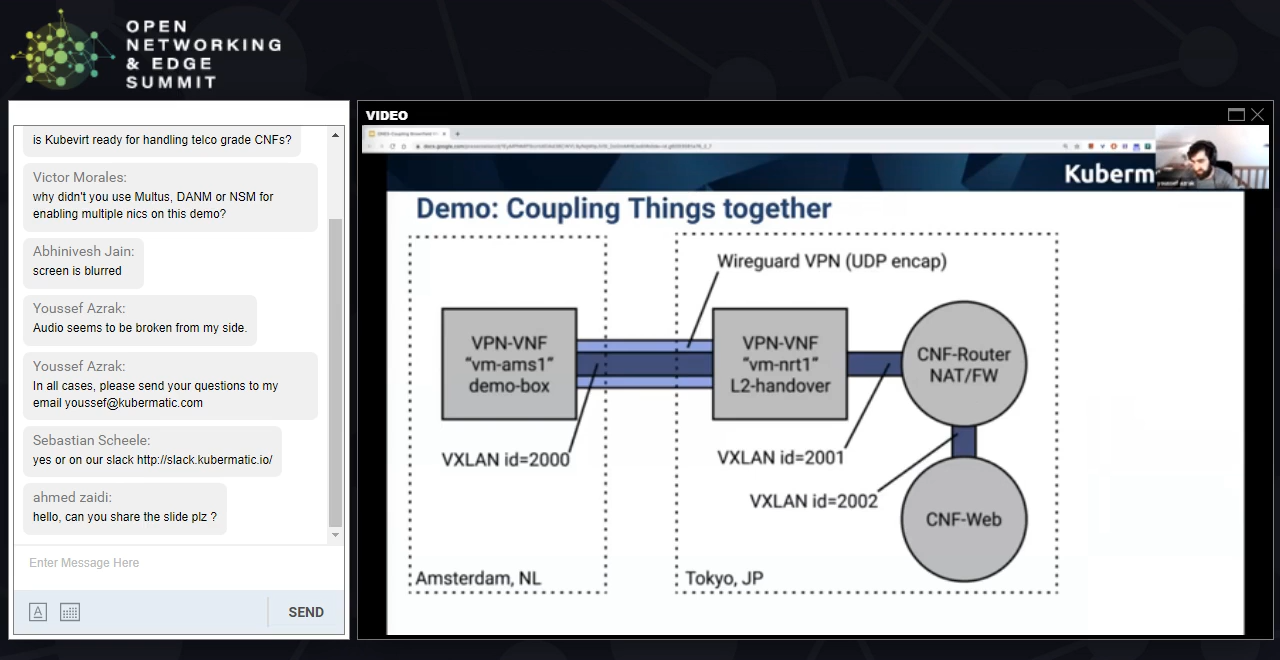 OPEN
NETWORKING
& EDGE
SUMMIT
is Kubevirt ready for handling telco grade CNFs?
Victor Morales:
why didn't you use Multus, DANM or NSM for
enabling multiple nics on this demo?
Abhinivesh Jain:
screen is blurred
Youssef Azrak:
Audio seems to be broken from my side.
Youssef Azrak:
In all cases, please send your questions to my
email youssef@kubermatic.com
Sebastian Scheele:
yes or on our slack http://slack.kubermatic.io/
ahmed zaidi:
hello, can you share the slide plz ?
Enter Message Here
A
SEND
VIDEO
Kuberm
Demo: Coupling Things together
Wireguard VPN (UDP encap)
VPN-VNF
"vm-ams1"
demo-box
VPN-VNF
"vm-nrt1"
L2-handover
CNF-Router
NAT/FW
VXLAN id=2000
VXLAN id=2001
VXLAN id=2002
CNF-Web
Amsterdam, NL
Tokyo, JP